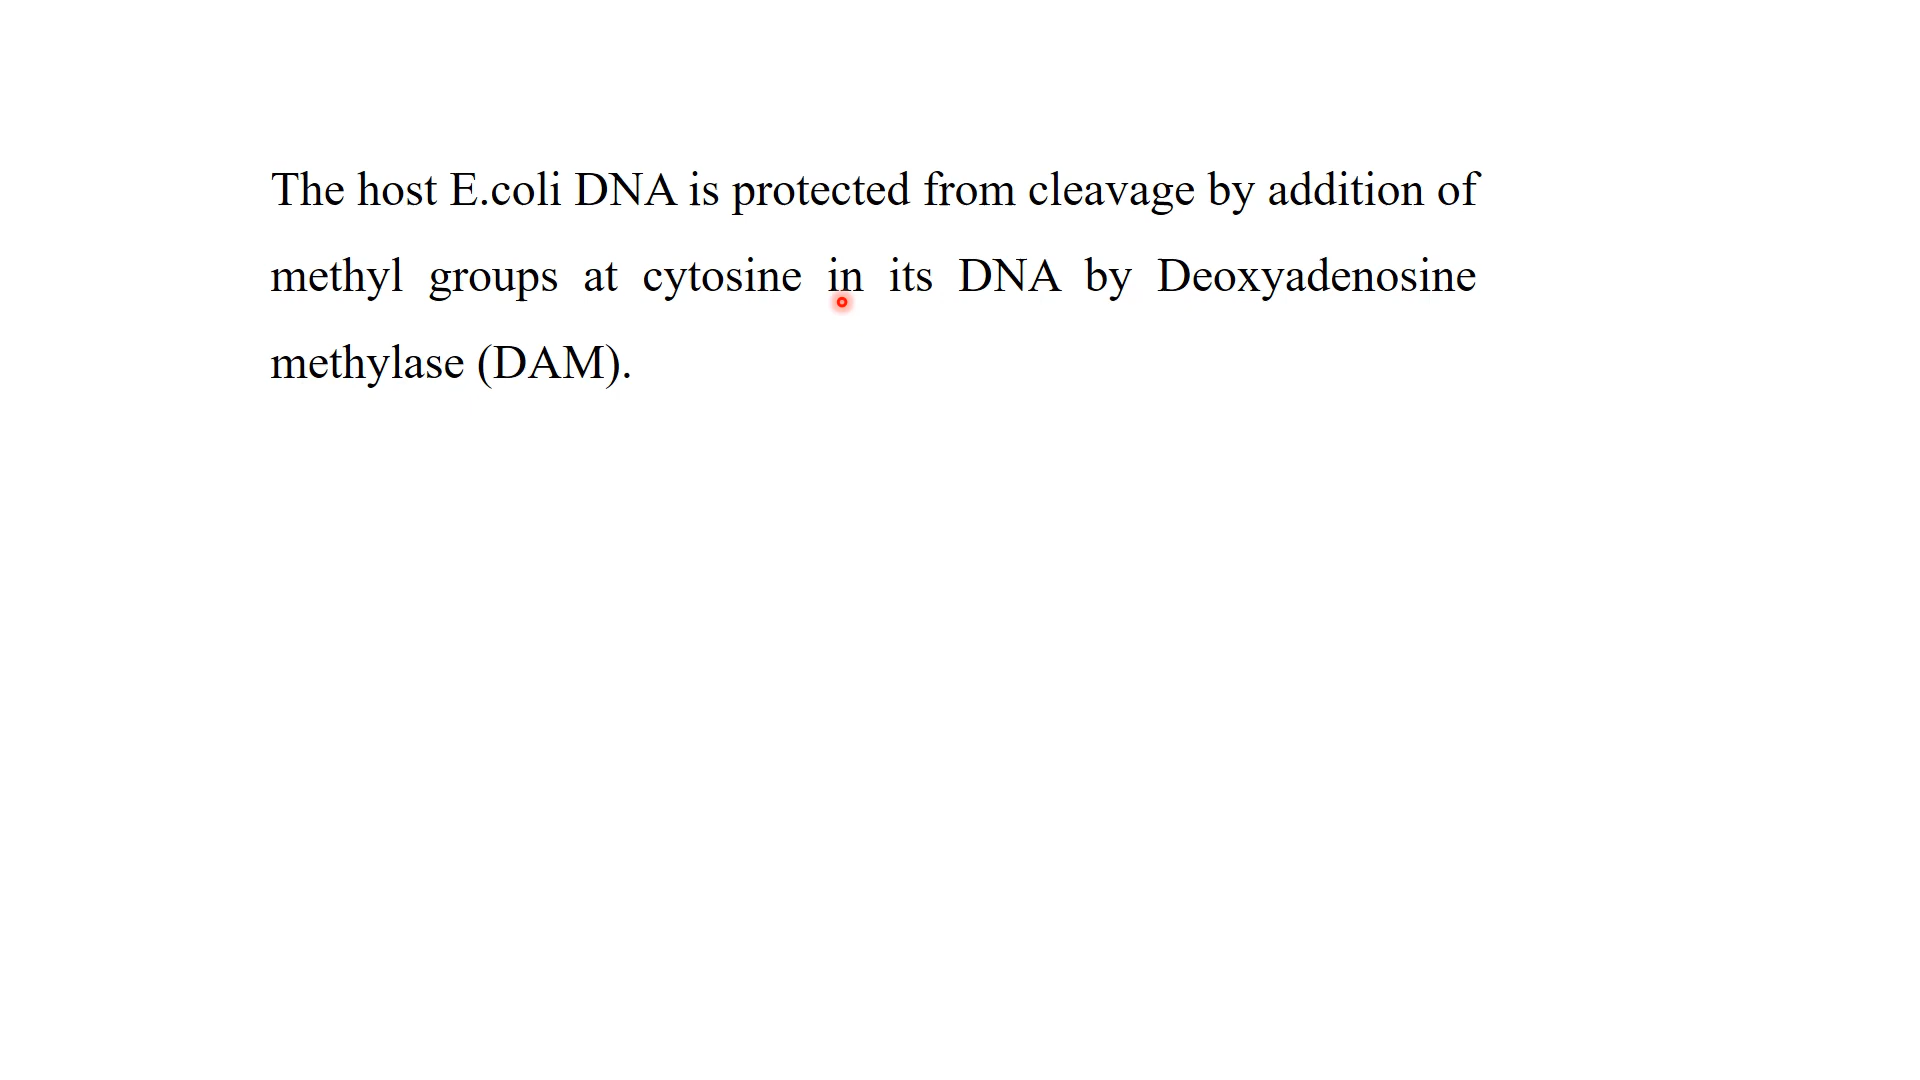 The host E.coli DNA is protected from cleavage by addition of
methyl groups at cytosine in its DNA by Deoxyadenosine
methylase (DAM).